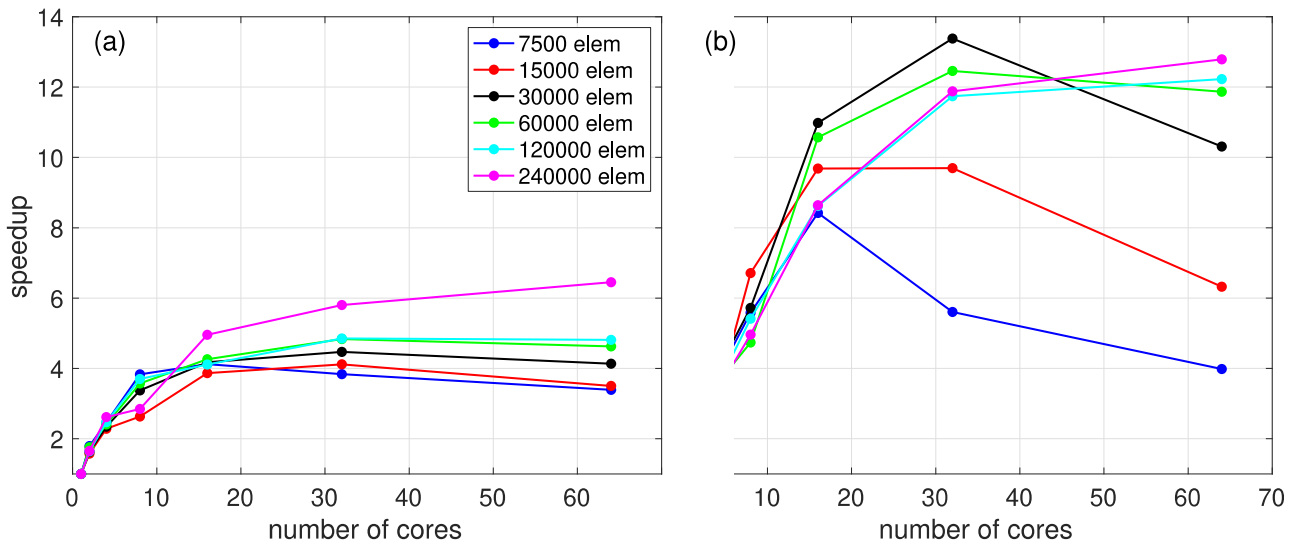 (a)
(b)
14
12
10
8
6
4
2
speedup
7500 elem
15000 elem
30000 elem
60000 elem
120000 elem
240000 elem
0 10 20 30 40 50 60
10 20 30 40 50 60 70
number of cores
number of cores